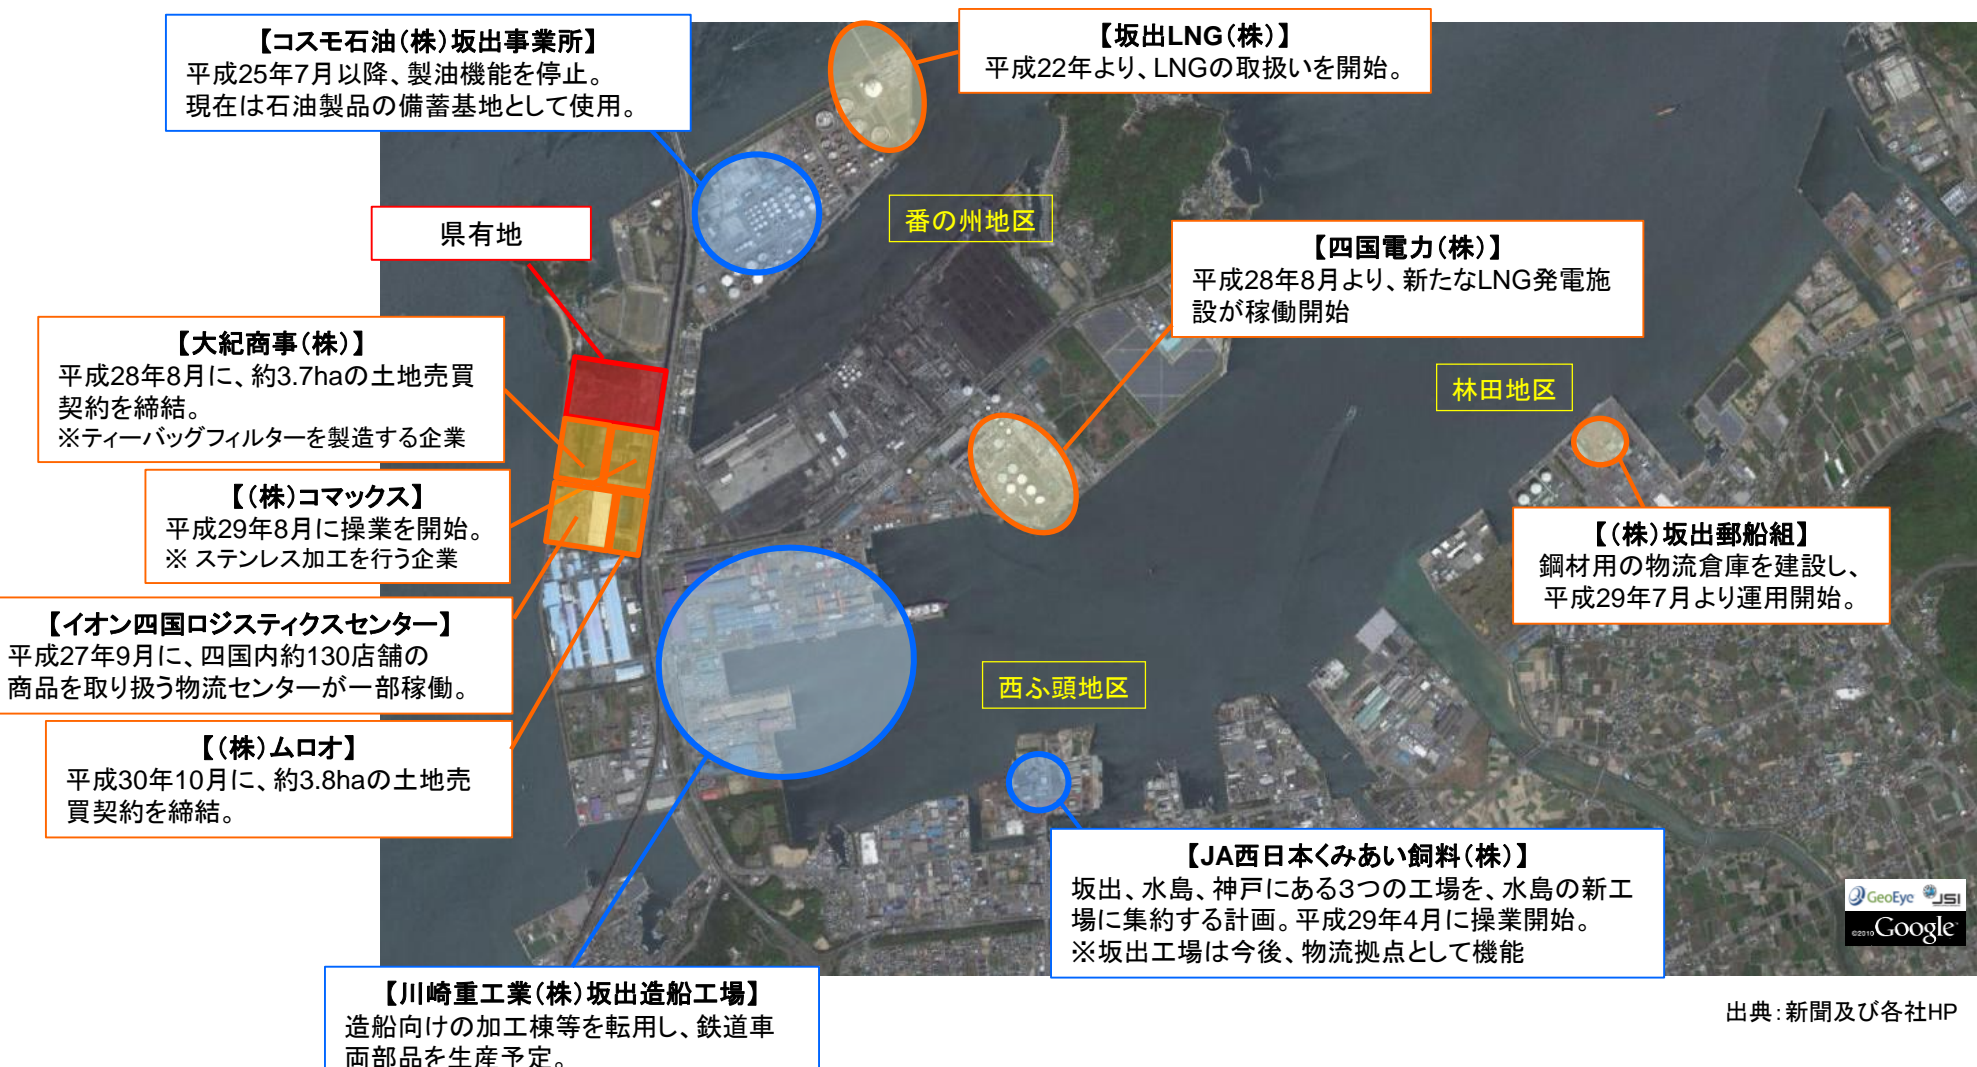 【コスモ石油(株)坂出事業所】
平成25年7月以降、製油機能を停止。
現在は石油製品の備蓄基地として使用。
【坂出LNG(株)】
平成22年より、LNGの取扱いを開始。
番の州地区
県有地
【四国電力(株)】
平成28年8月より、新たなLNG発電施
設が稼働開始
【大紀商事(株)】
平成28年8月に、約3.7haの土地売買
契約を締結。
※ティーバッグフィルターを製造する企業
林田地区
【(株)コマックス】
平成29年8月に操業を開始。
※ ステンレス加工を行う企業
【(株)坂出郵船組】
鋼材用の物流倉庫を建設し、
平成29年7月より運用開始。
【イオン四国ロジスティクスセンター】
平成27年9月に、四国内約130店舗の
商品を取り扱う物流センターが一部稼働。
西ふ頭地区
【(株)ムロオ】
平成30年10月に、約3.8haの土地売
買契約を締結。
【JA西日本くみあい飼料(株)】
坂出、水島、神戸にある3つの工場を、水島の新工
場に集約する計画。平成29年4月に操業開始。
※坂出工場は今後、物流拠点として機能
GeoEye JSI
©2010 Google
【川崎重工業(株)坂出造船工場】
造船向けの加工棟等を転用し、鉄道車
両部品を生産予定。
出典:新聞及び各社HP